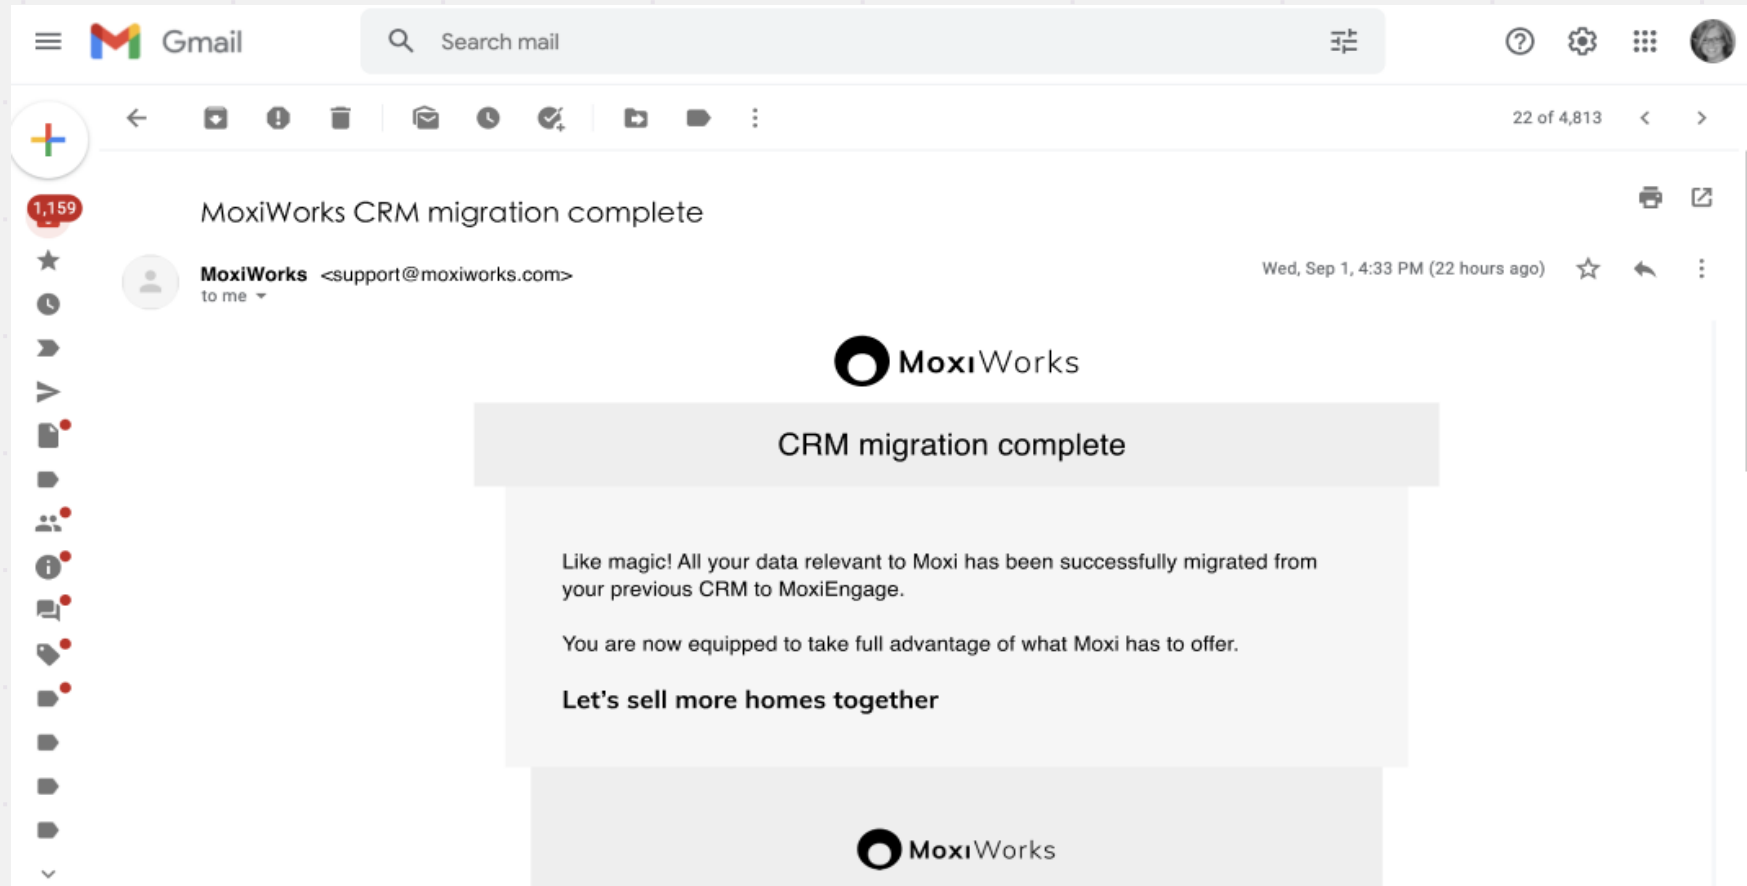 Gmail
Search mail
22 of 4,813
1,159
MoxiWorks CRM migration complete
MoxiWorks <support@moxiworks.com>
Wed, Sep 1, 4:33 PM (22 hours ago)
to me
MoxiWorks
CRM migration complete
Like magic! All your data relevant to Moxi has been successfully migrated from
your previous CRM to MoxiEngage.
You are now equipped to take full advantage of what Moxi has to offer.
Let's sell more homes together
MoxiWorks